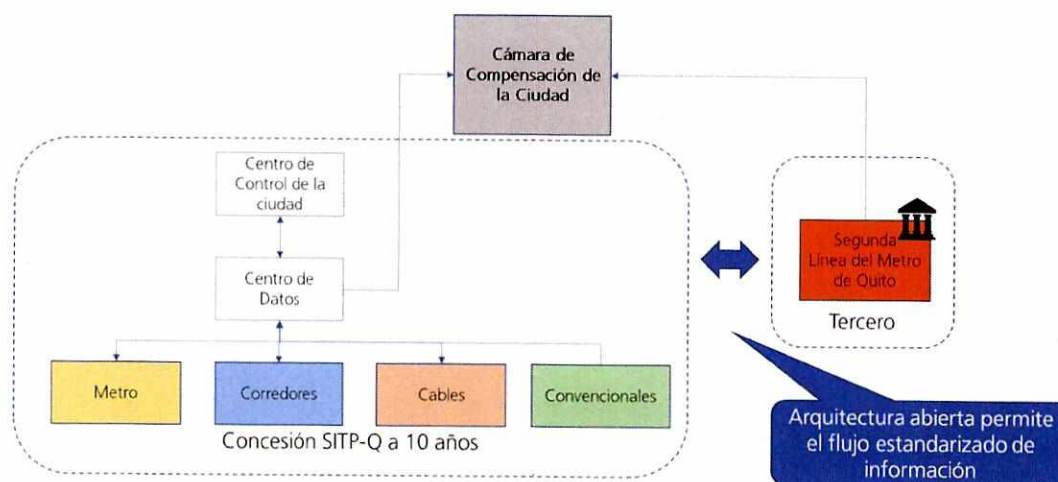 Cámara de
Compensación de
la Ciudad
Centro de
Control de la
ciudad
Centro de
Datos
Metro
Corredores
Cables
Convencionales
Concesión SITP-Q a 10 años
Segunda
Línea del Metro
de Quito
Tercero
Arquitectura abierta permite
el flujo estandarizado de
información